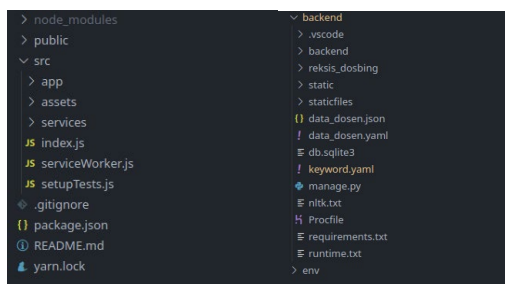 node_modules
public
src
app
assets
services
JS index.js
JS serviceWorker.js
JS setupTests.js
.gitignore
{} package.json
README.md
yarn.lock
backend
.vscode
backend
reksis_dosbing
static
staticfiles
{} data_dosen.json
! data_dosen.yaml
db.sqlite3
! keyword.yaml
manage.py
nltk.txt
Procfile
requirements.txt
runtime.txt
env